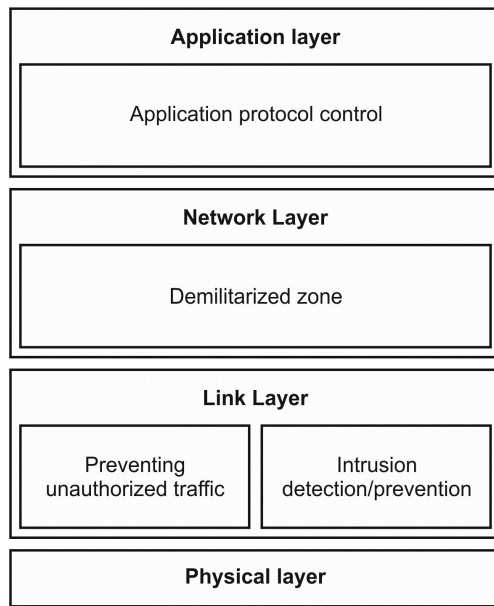 Application layer
Application protocol control
Network Layer
Demilitarized zone
Link Layer
Preventing
unauthorized traffic
Intrusion
detection/prevention
Physical layer